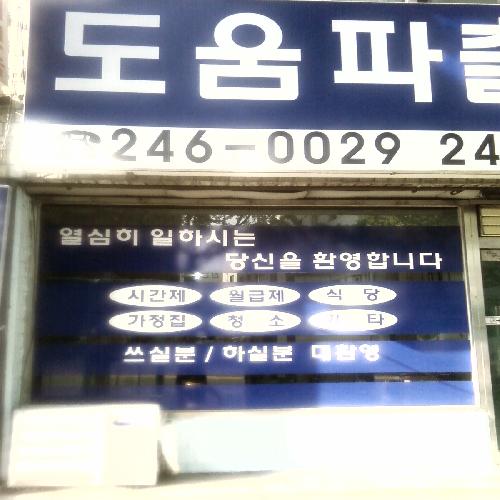 도움파출
☎246-0029 24
열심히 일하시는
당신을 환영합니다
시간제 월급제 식 당
가정집 청 소 기 타
쓰실분 / 하실분 대환영